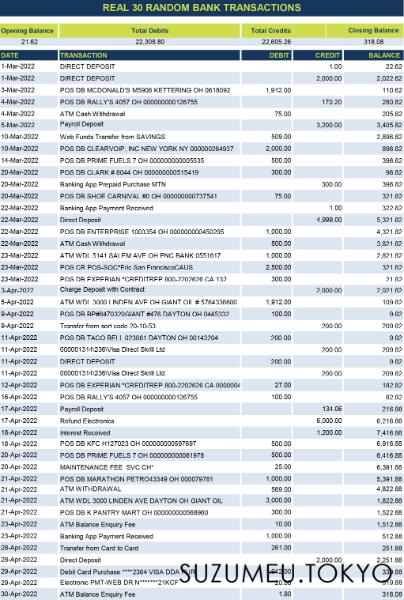 REAL 30 RANDOM BANK TRANSACTIONS
Opening Balance Total Debits Total Credits Closing Balance
21.62 22,308.80 22,605.26 318.08
DATE TRANSACTION DEBIT CREDIT BALANCE
1-Mar-2022 DIRECT DEPOSIT 1.00 22.62
1-Mar-2022 DIRECT DEPOSIT 2,000.00 2,022.62
3-Mar-2022 POS DB MCDONALD'S M5906 KETTERING OH 0618092 1,912.00 110.62
4-Mar-2022 POS DB RALLY'S 4057 OH 000000000126755 170.20 280.82
4-Mar-2022 ATM Cash Withdrawal 75.00 205.82
5-Mar-2022 Payroll Deposit 3,200.00 3,405.82
10-Mar-2022 Web Funds Transfer from SAVINGS 509.00 2,896.82
10-Mar-2022 POS DB CLEARVOIP, INC NEW YORK NY 000000264937 2,000.00 896.82
14-Mar-2022 POS DB PRIME FUELS 7 OH 000000000005535 500.00 396.82
20-Mar-2022 POS DB CLARK # 8044 OH 000000000515419 300.00 96.82
20-Mar-2022 Banking App Prepaid Purchase MTN 300.00 396.82
20-Mar-2022 POS DB SHOE CARNIVAL #0 OH 000000000737541 75.00 321.82
22-Mar-2022 Banking App Payment Received 1.00 322.82
22-Mar-2022 Direct Deposit 4,999.00 5,321.82
22-Mar-2022 POS DB ENTERPRISE 1003354 OH 000000000450295 1,000.00 4,321.82
22-Mar-2022 ATM Cash Withdrawal 500.00 3,821.82
23-Mar-2022 ATM WDL 5141 SALEM AVE OH PNC BANK 0551617 1,000.00 2,821.82
23-Mar-2022 POS CR POS-SQC*Eric San FranciscoCAUS 2,500.00 321.82
23-Mar-2022 POS DB EXPERIAN *CREDITREP 800-2202626 CA 132 300.00 21.82
3-Apr-2022 Charge Deposit with Contract 2,000.00 2,021.82
5-Apr-2022 ATM WDL 3000 LINDEN AVE OH GIANT OIL # 5764336600 1,912.00 109.82
9-Apr-2022 POS DB BP#8470320GIANT #476 DAYTON OH 0445332 100.00 9.82
9-Apr-2022 Transfer from sort code 20-10-53 200.00 209.82
11-Apr-2022 POS DB TACO BELL 023061 DAYTON OH 00143204 200.00 9.82
11-Apr-2022 000001314\236\Visa Direct Skrill Ltd 200.00 209.82
11-Apr-2022 DIRECT DEPOSIT 200.00 9.82
11-Apr-2022 000001314\236\Visa Direct Skrill Ltd 200.00 209.82
12-Apr-2022 POS DB EXPERIAN *CREDITREP 800-2202626 CA 0000004 27.00 182.82
16-Apr-2022 POS DB RALLY'S 4057 OH 000000000126755 100.00 82.82
17-Apr-2022 Payroll Deposit 134.06 216.88
17-Apr-2022 Refund Electronics 6,000.00 6,216.88
18-Apr-2022 Interest Received 1,200.00 7,416.88
18-Apr-2022 POS DB KFC H127023 OH 000000000597697 500.00 6,916.88
20-Apr-2022 POS DB PRIME FUELS 7 OH 000000000061978 500.00 6,416.88
20-Apr-2022 MAINTENANCE FEE SVC CH* 25.00 6,391.88
21-Apr-2022 POS DB MARATHON PETRO43349 OH 000079781 1,000.00 5,391.88
21-Apr-2022 ATM WITHDRAWAL 569.00 4,822.88
21-Apr-2022 ATM WDL 3000 LINDEN AVE DAYTON OH GIANT OIL 3,000.00 1,822.88
21-Apr-2022 POS DB K PANTRY MART OH 000000000568960 300.00 1,522.88
23-Apr-2022 ATM Balance Enquiry Fee 10.00 1,512.88
23-Apr-2022 Banking App Payment Received 1,000.00 512.88
28-Apr-2022 Transfer from Card to Card 261.00 251.88
28-Apr-2022 Direct Deposit 2,000.00 2,251.88
29-Apr-2022 Debit Card Purchase ****2364 VISA DDA
29-Apr-2022 Electronic PMT-WEB DR N*******21KCF
30-Apr-2022 ATM Balance Enquiry Fee 1.80 318.08
SUZUMEU.TOKYO